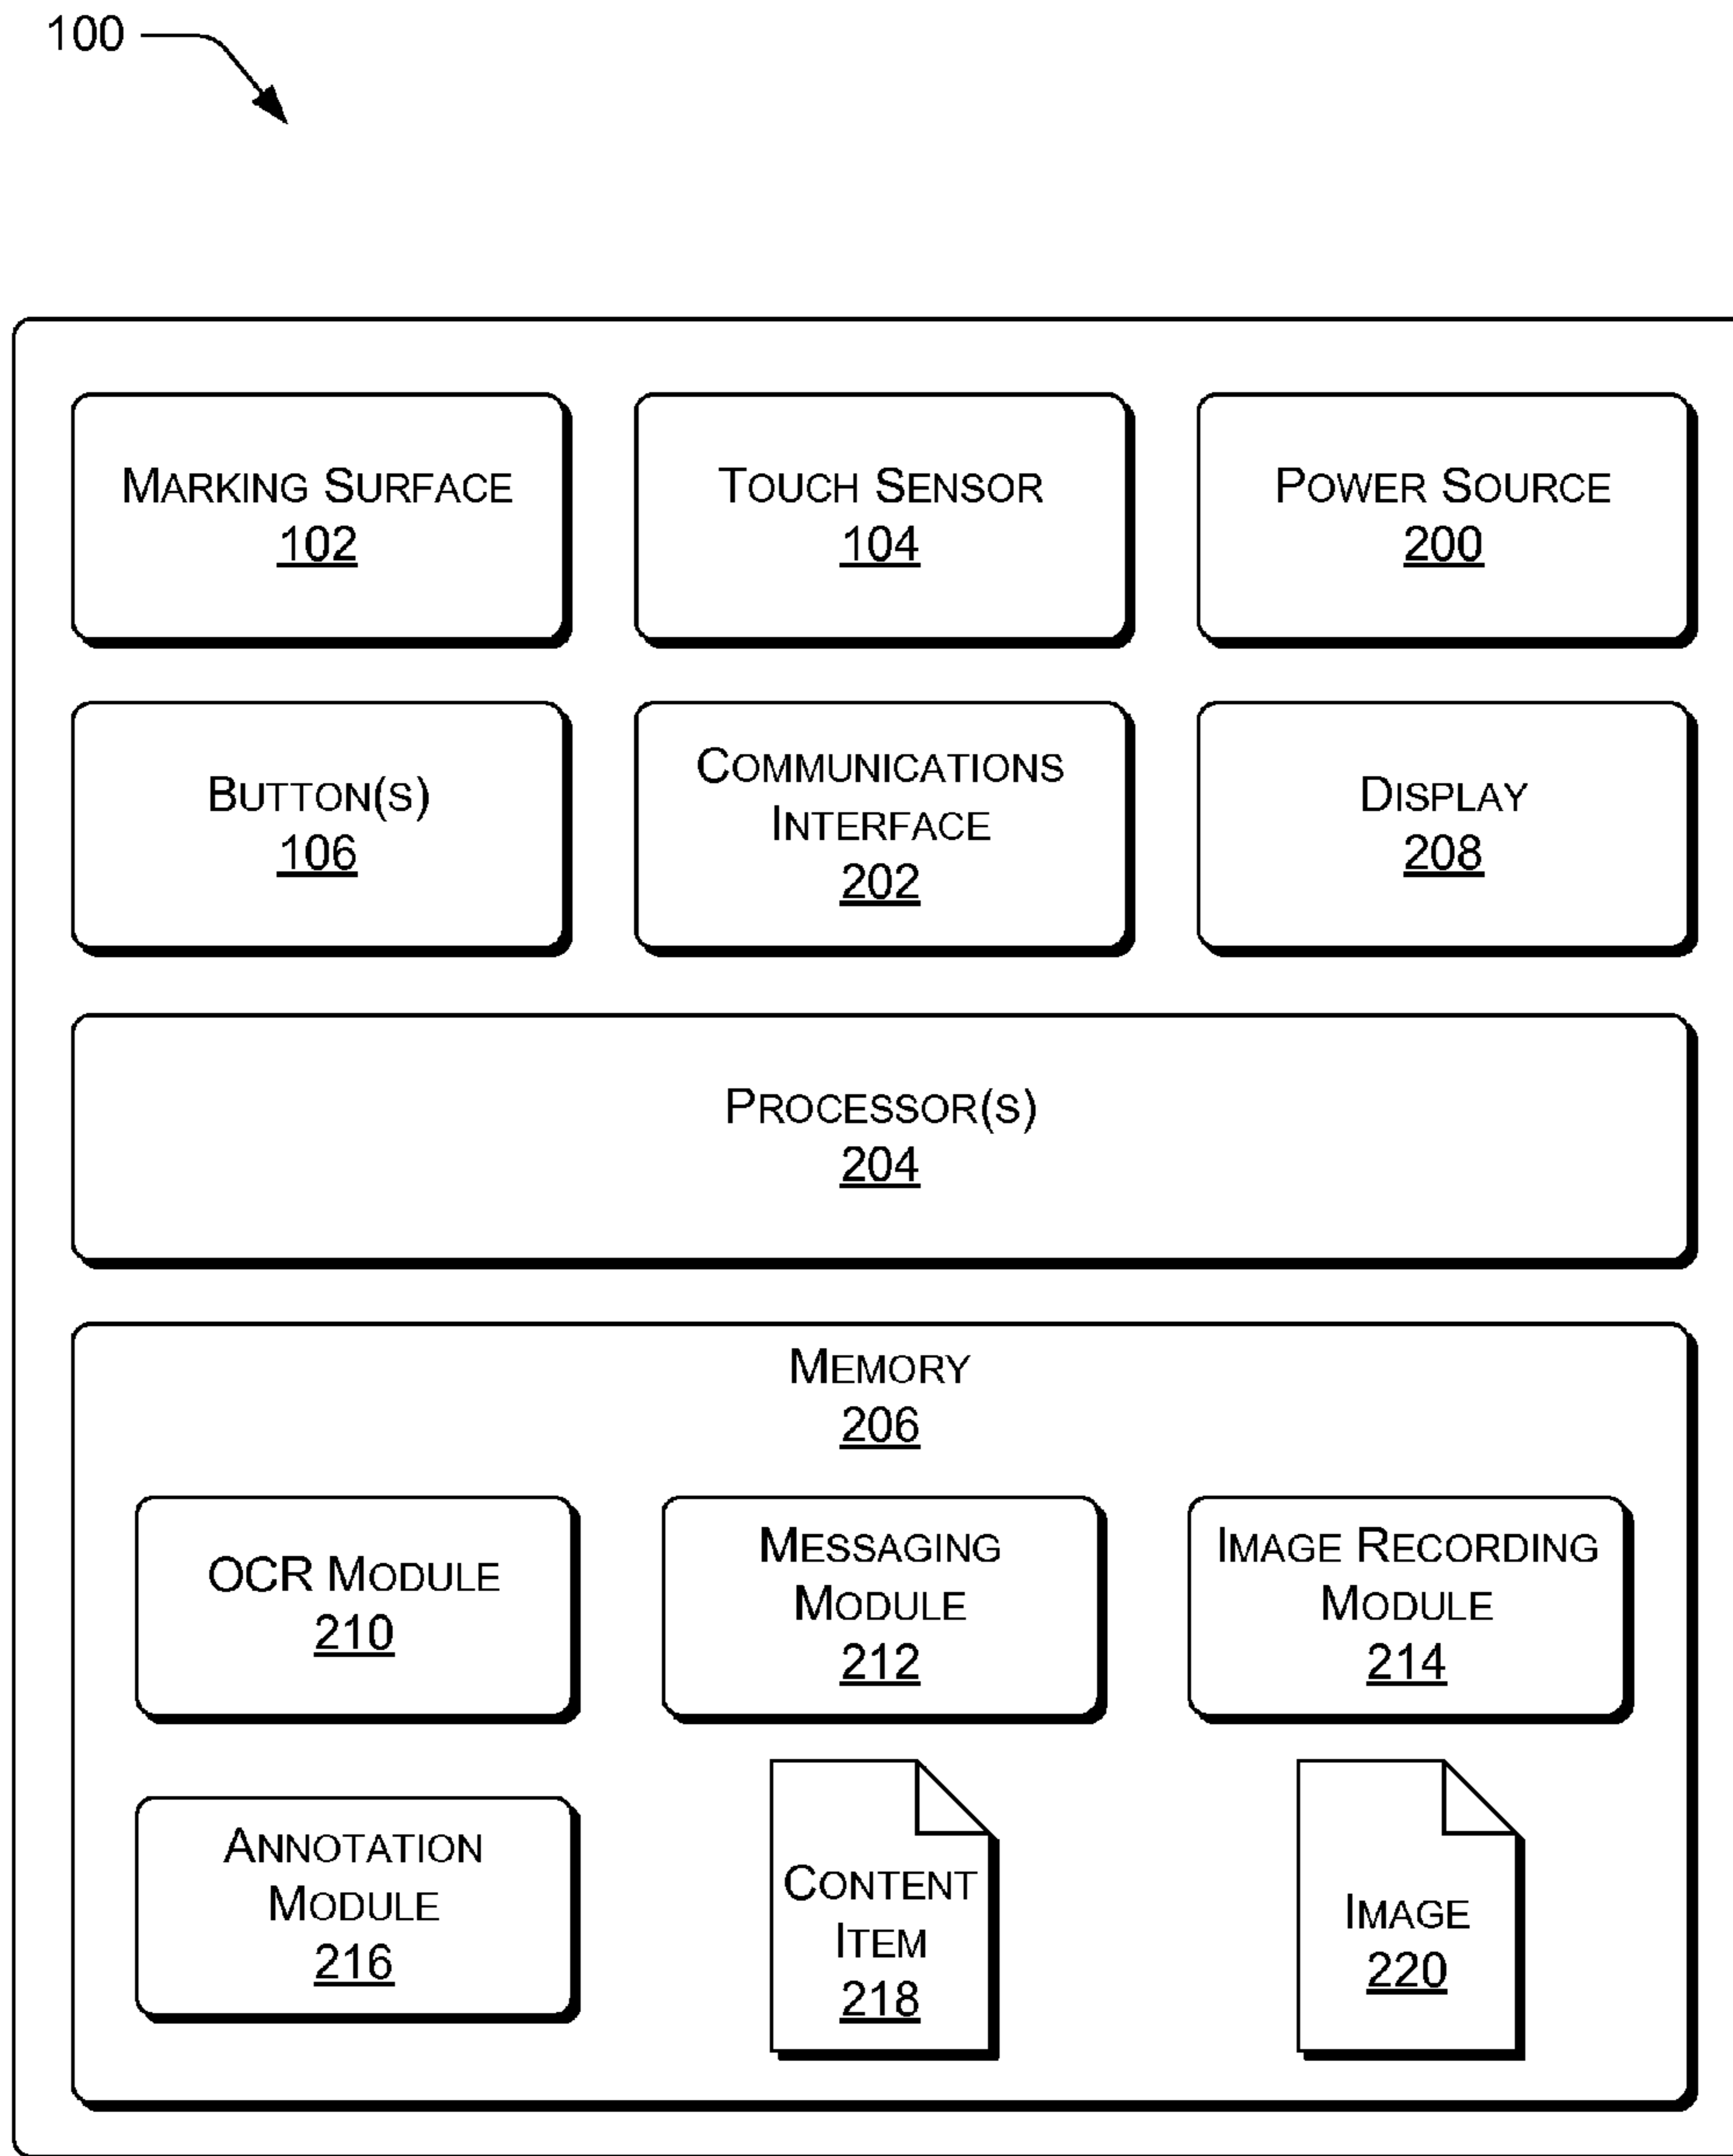 100
MARKING SURFACE
102
TOUCH SENSOR
104
POWER SOURCE
200
BUTTON(S)
106
COMMUNICATIONS
INTERFACE
202
DISPLAY
208
PROCESSOR(S)
204
MEMORY
206
OCR MODULE
210
MESSAGING
MODULE
212
IMAGE RECORDING
MODULE
214
ANNOTATION
MODULE
216
CONTENT
ITEM
218
IMAGE
220